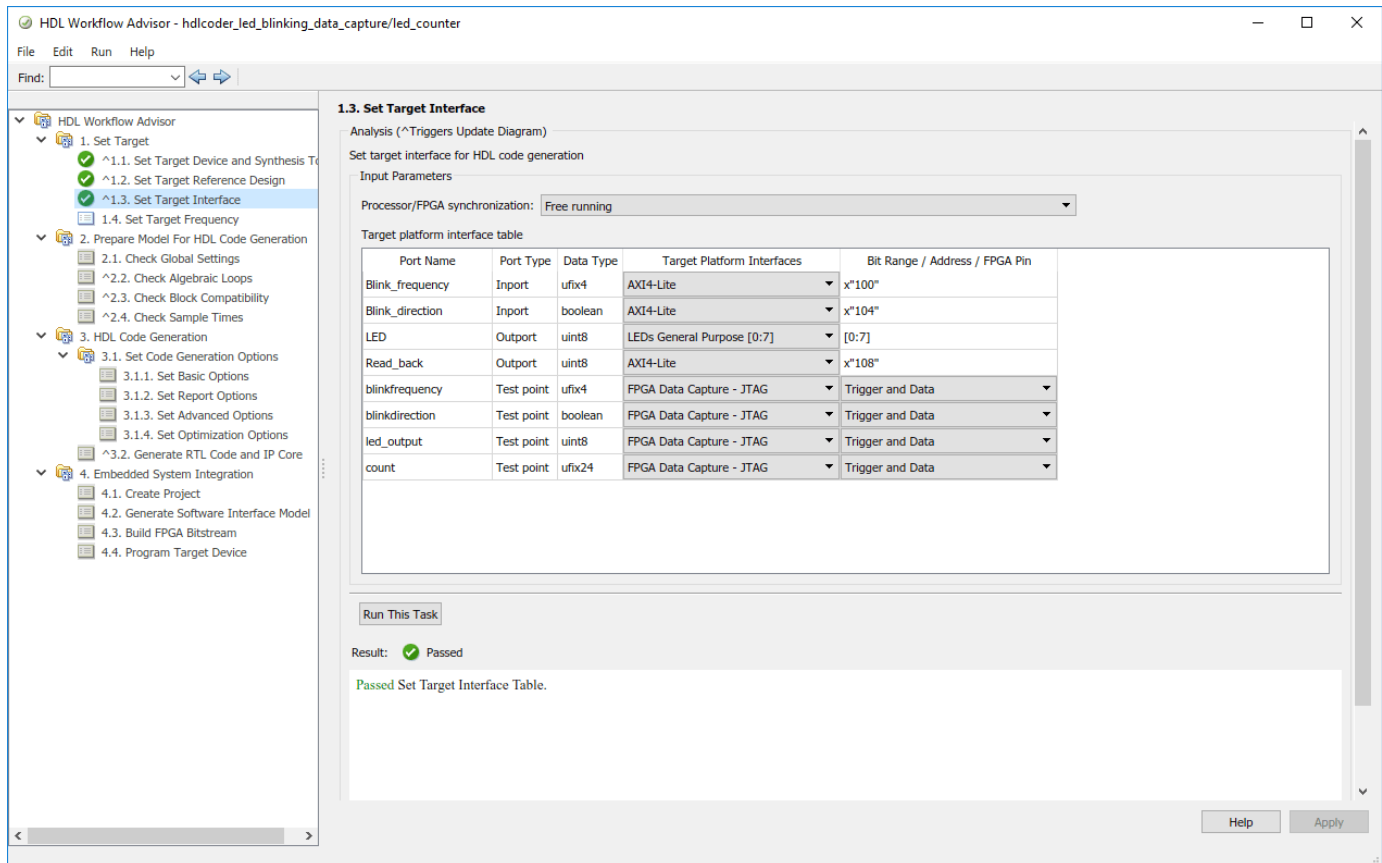 HDL Workflow Advisor - hdlcoder_led_blinking_data_capture/led_counter
File Edit Run Help
Find:
HDL Workflow Advisor
1. Set Target
^1.1. Set Target Device and Synthesis To
^1.2. Set Target Reference Design
^1.3. Set Target Interface
1.4. Set Target Frequency
2. Prepare Model For HDL Code Generation
2.1. Check Global Settings
^2.2. Check Algebraic Loops
^2.3. Check Block Compatibility
^2.4. Check Sample Times
3. HDL Code Generation
3.1. Set Code Generation Options
3.1.1. Set Basic Options
3.1.2. Set Report Options
3.1.3. Set Advanced Options
3.1.4. Set Optimization Options
^3.2. Generate RTL Code and IP Core
4. Embedded System Integration
4.1. Create Project
4.2. Generate Software Interface Model
4.3. Build FPGA Bitstream
4.4. Program Target Device
1.3. Set Target Interface
Analysis (^Triggers Update Diagram)
Set target interface for HDL code generation
Input Parameters
Processor/FPGA synchronization: Free running
Target platform interface table
Port Name Port Type Data Type Target Platform Interfaces Bit Range / Address / FPGA Pin
Blink_frequency Inport ufix4 AXI4-Lite x"100"
Blink_direction Inport boolean AXI4-Lite x"104"
LED Outport uint8 LEDs General Purpose [0:7] [0:7]
Read_back Outport uint8 AXI4-Lite x"108"
blinkfrequency Test point ufix4 FPGA Data Capture - JTAG Trigger and Data
blinkdirection Test point boolean FPGA Data Capture - JTAG Trigger and Data
led_output Test point uint8 FPGA Data Capture - JTAG Trigger and Data
count Test point ufix24 FPGA Data Capture - JTAG Trigger and Data
Run This Task
Result: Passed
Passed Set Target Interface Table.
Help Apply